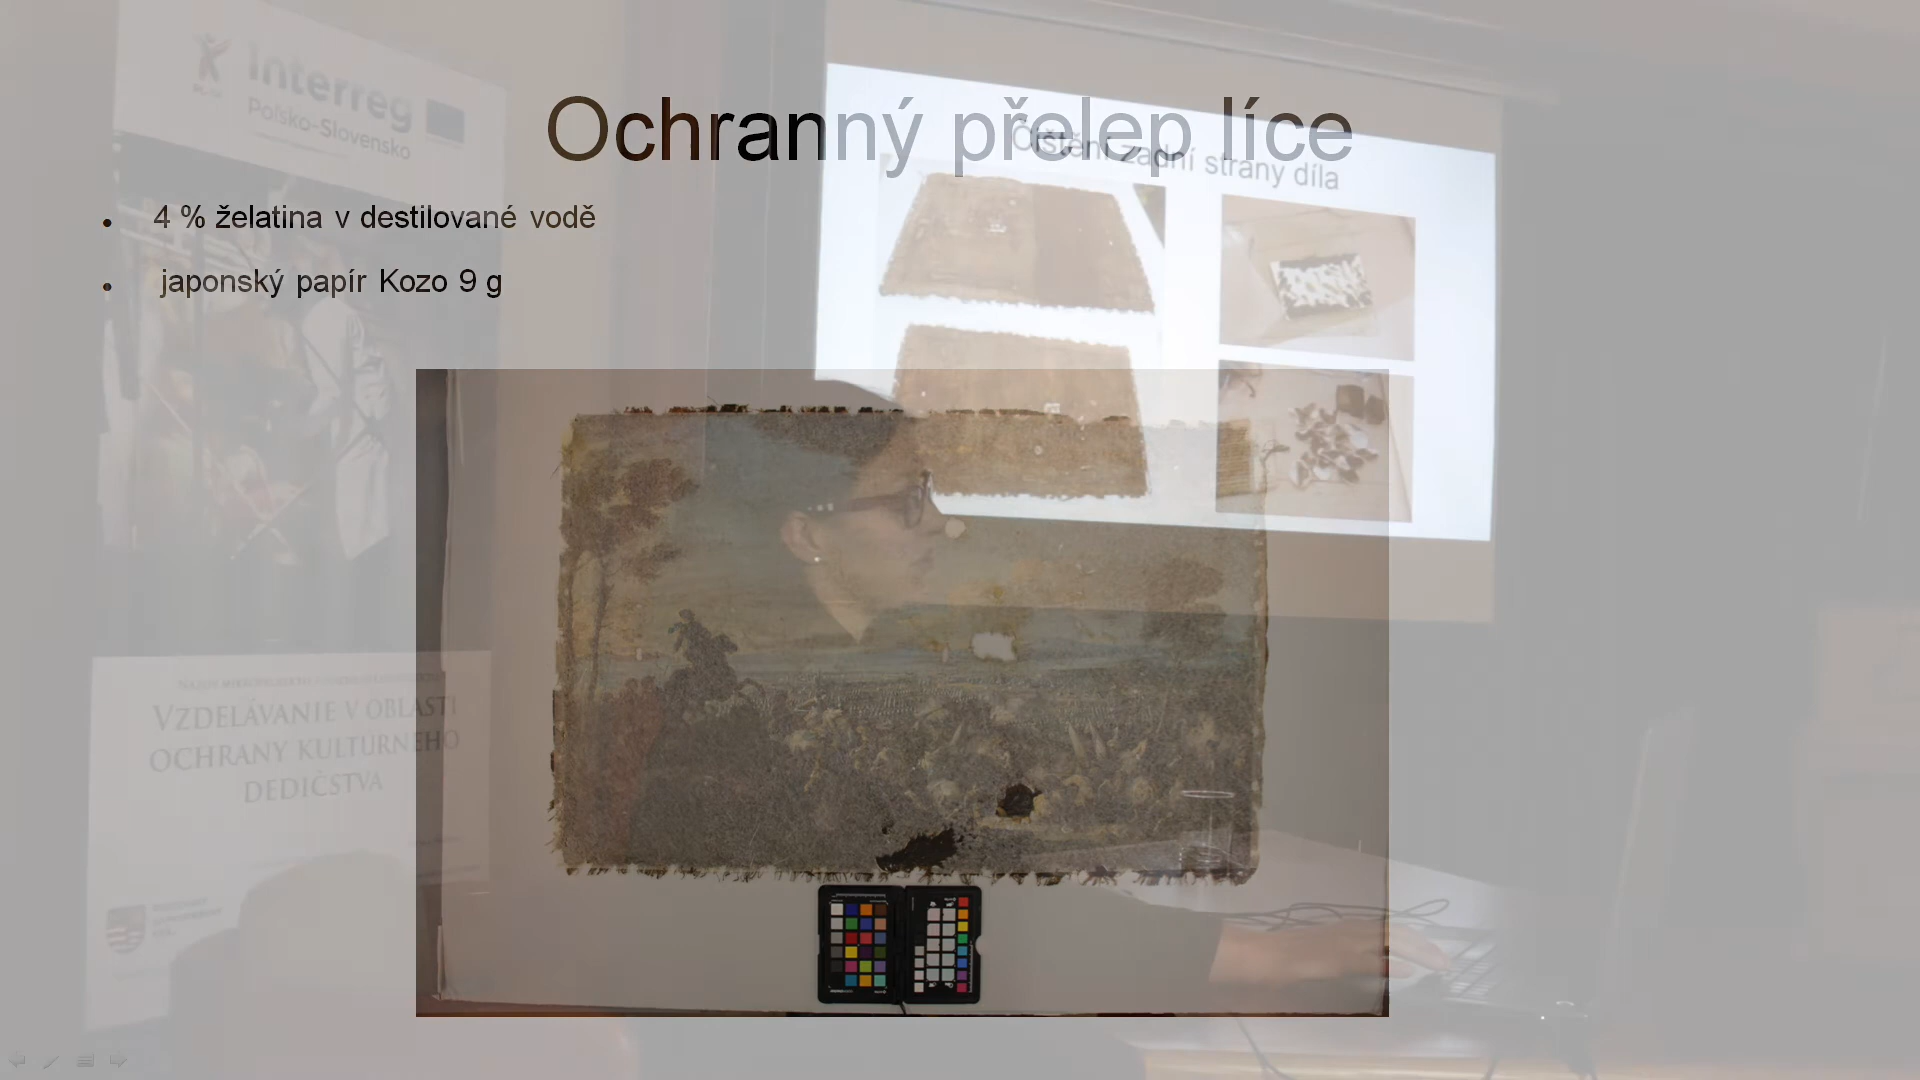 Ochranný přelep líce
4 % želatina v destilované vodě
japonský papír Kozo 9 g
Interreg
Poľsko-Slovensko
Čištění zadní strany díla
VZDELÁVANIE V OBLASTI
OCHRANY KULTÚRNEHO
DEDIČSTVA